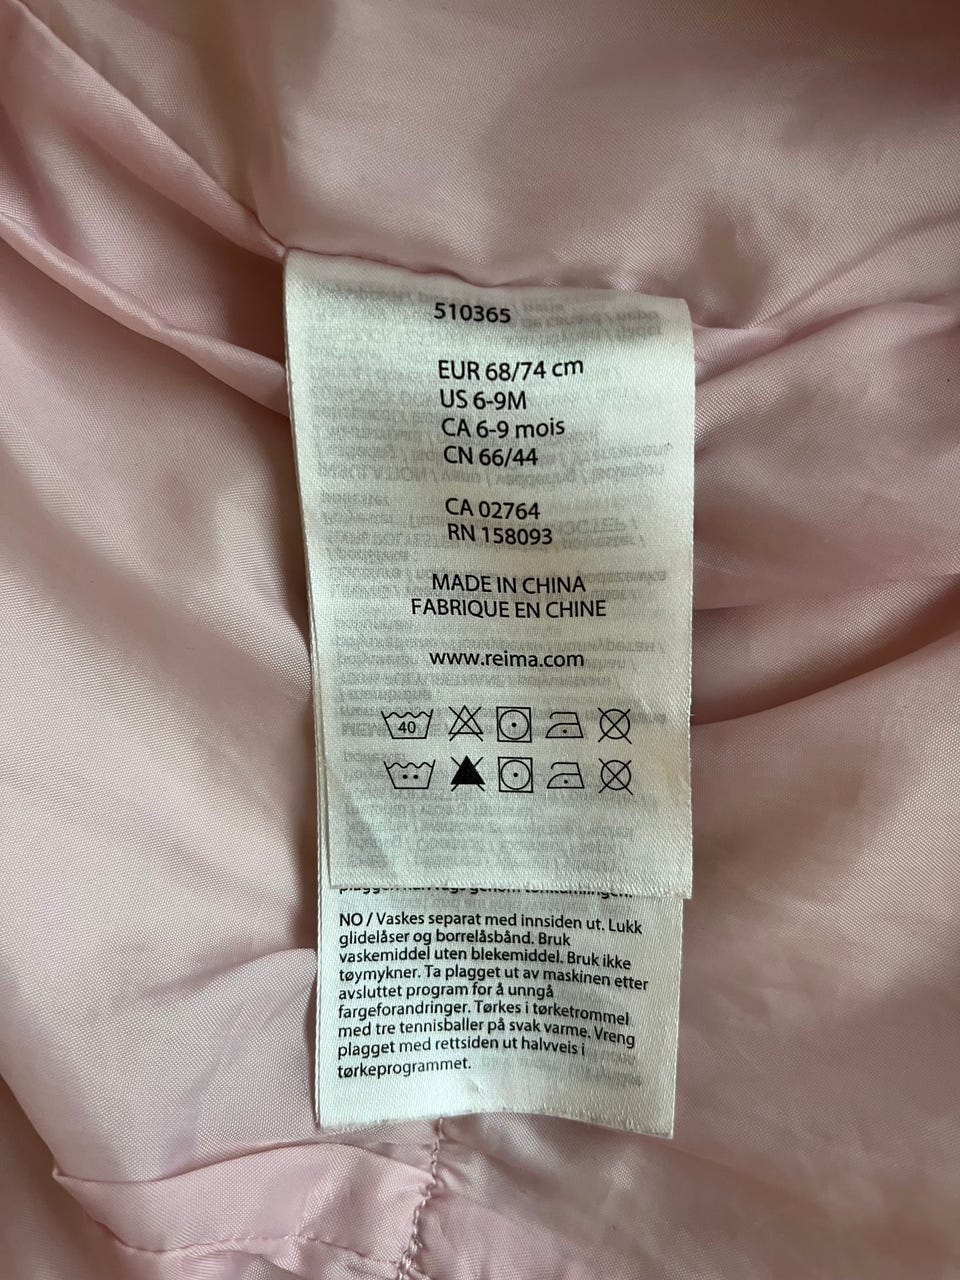 510365
EUR 68/74 cm
US 6-9M
CA 6-9 mois
CN 66/44
CA 02764
RN 158093
MADE IN CHINA
FABRIQUE EN CHINE
www.reima.com
40
NO / Vaskes separat med innsiden ut. Lukk
glidelåser og borrelåsbånd. Bruk
vaskemiddel uten blekemiddel. Bruk ikke
tøymykner. Ta plagget ut av maskinen etter
avsluttet program for å unngå
fargeforandringer. Tørkes i tørketrommel
med tre tennisballer på svak varme. Vreng
plagget med rettsiden ut halvveis i
tørkeprogrammet.